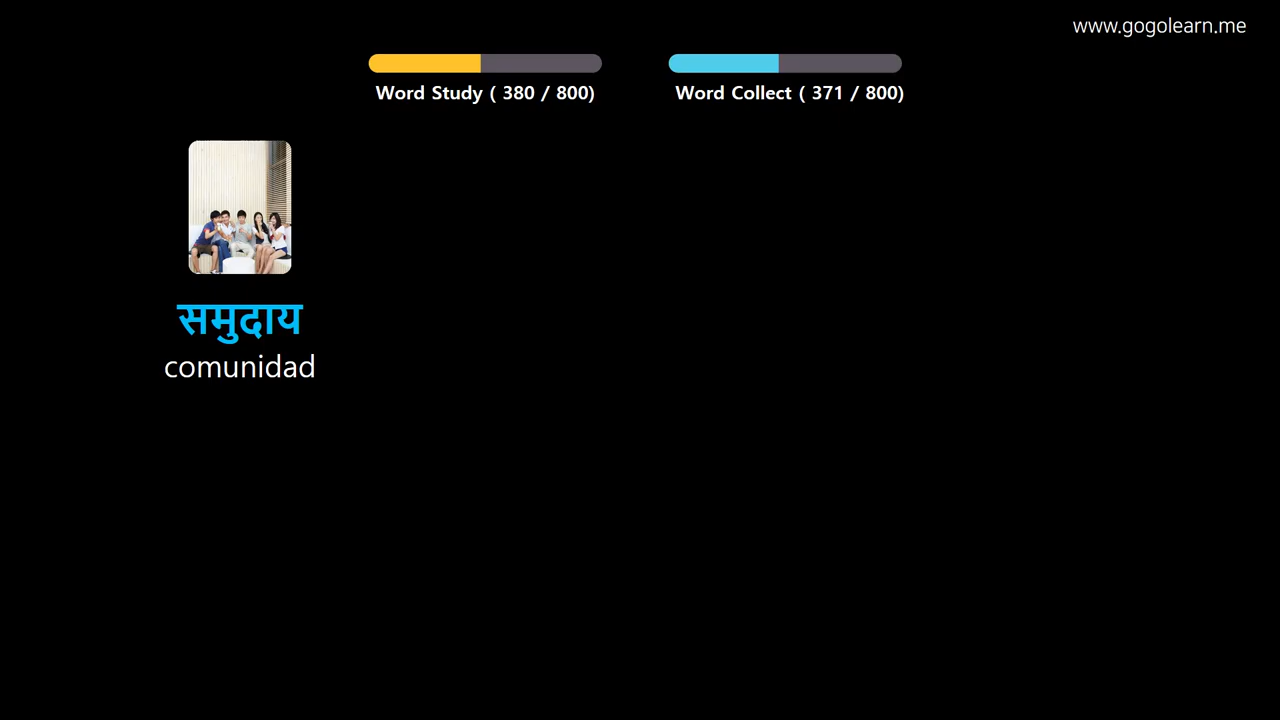 www.gogolearn.me
Word Study ( 380 / 800)
Word Collect ( 371 / 800)
समुदाय
comunidad